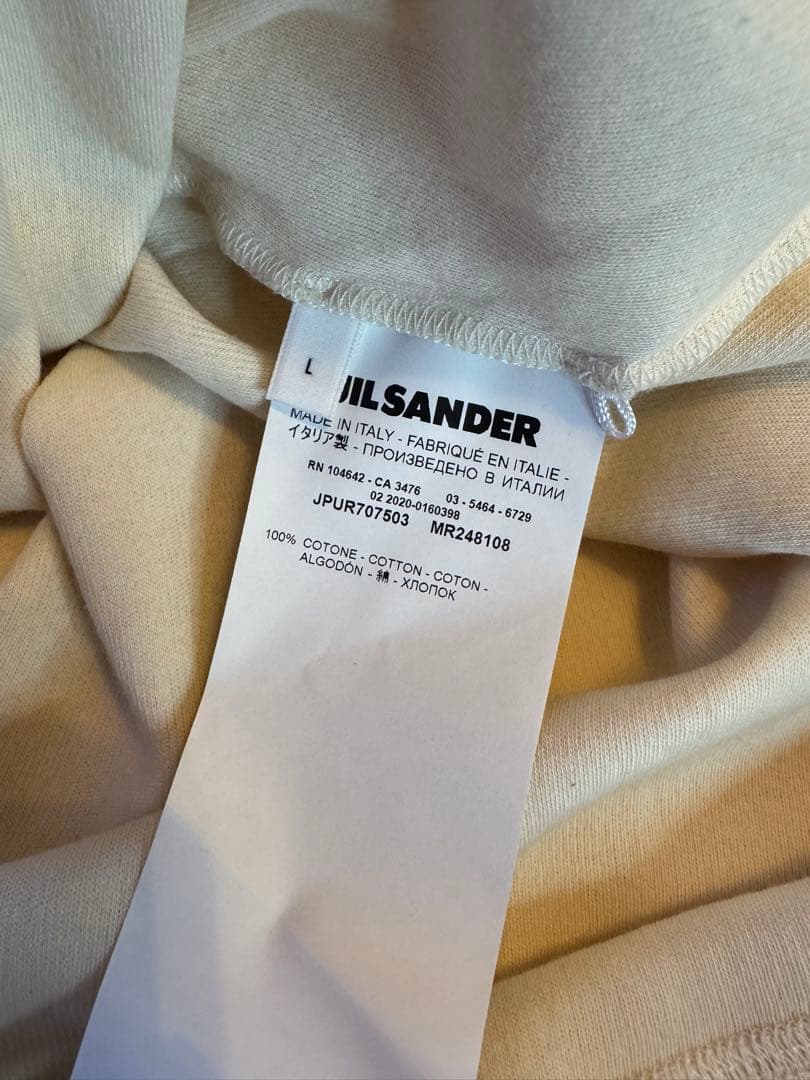 L
JIL SANDER
MADE IN ITALY - FABRIQUÉ EN ITALIE -
イタリア製 - ПРОИЗВЕДЕНО В ИТАЛИИ
RN 104642 - CA 3476 03 - 5464 - 6729
02 2020-0160398
JPUR707503 MR248108
100% COTONE - COTTON - COTON -
ALGODÓN - 綿 - ХЛОПОК